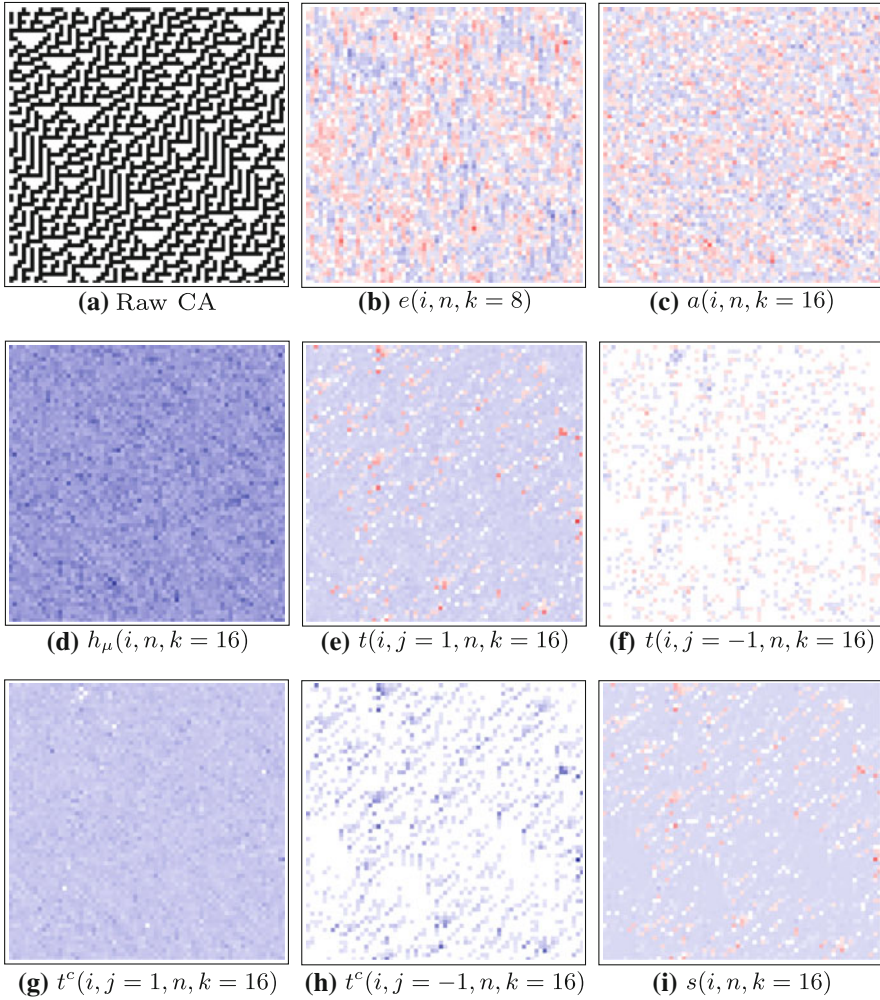 (a) Raw CA
(b) e(i, n, k = 8)
(c) a(i, n, k = 16)
(d) hμ(i, n, k = 16)
(e) t(i, j = 1, n, k = 16)
(f) t(i, j = −1, n, k = 16)
(g) t^c(i, j = 1, n, k = 16)
(h) t^c(i, j = −1, n, k = 16)
(i) s(i, n, k = 16)